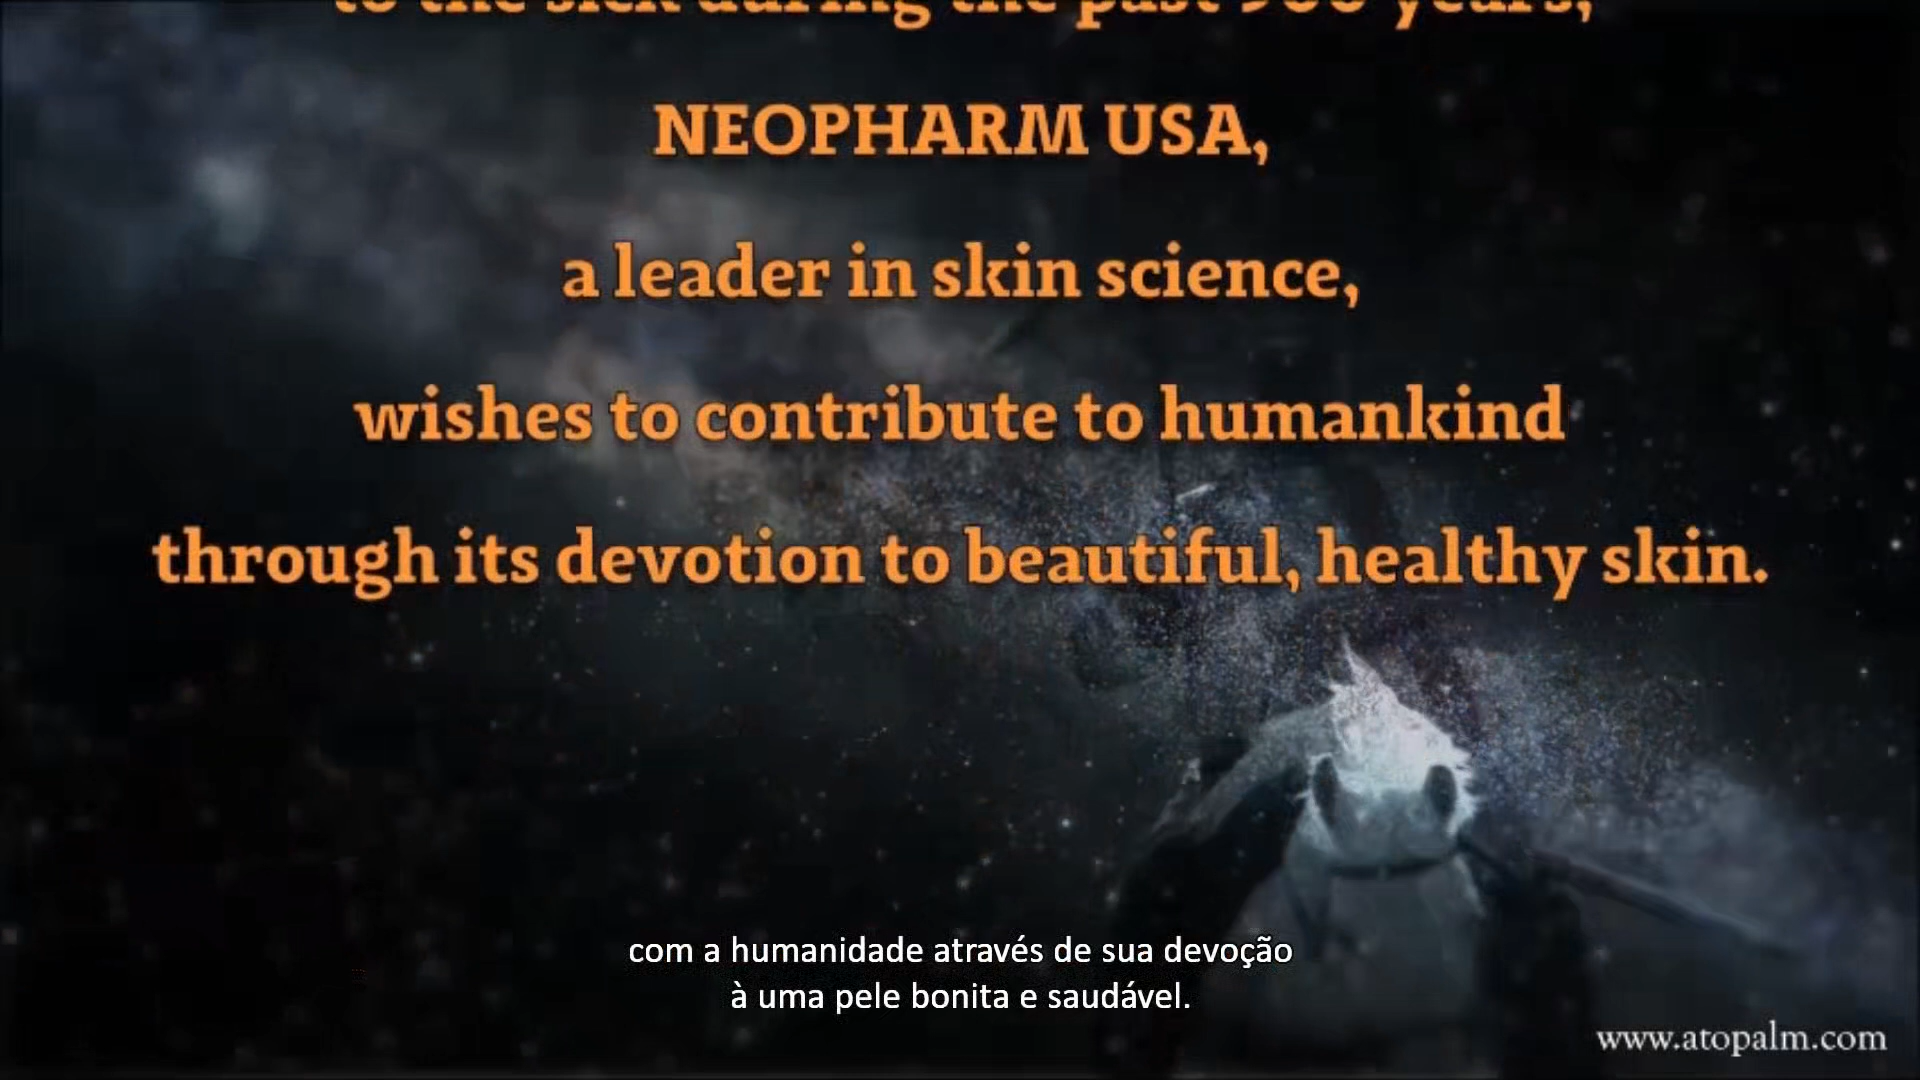 to the sick during the past 900 years,
NEOPHARM USA,
a leader in skin science,
wishes to contribute to humankind
through its devotion to beautiful, healthy skin.
com a humanidade através de sua devoção
à uma pele bonita e saudável.
www.atopalm.com